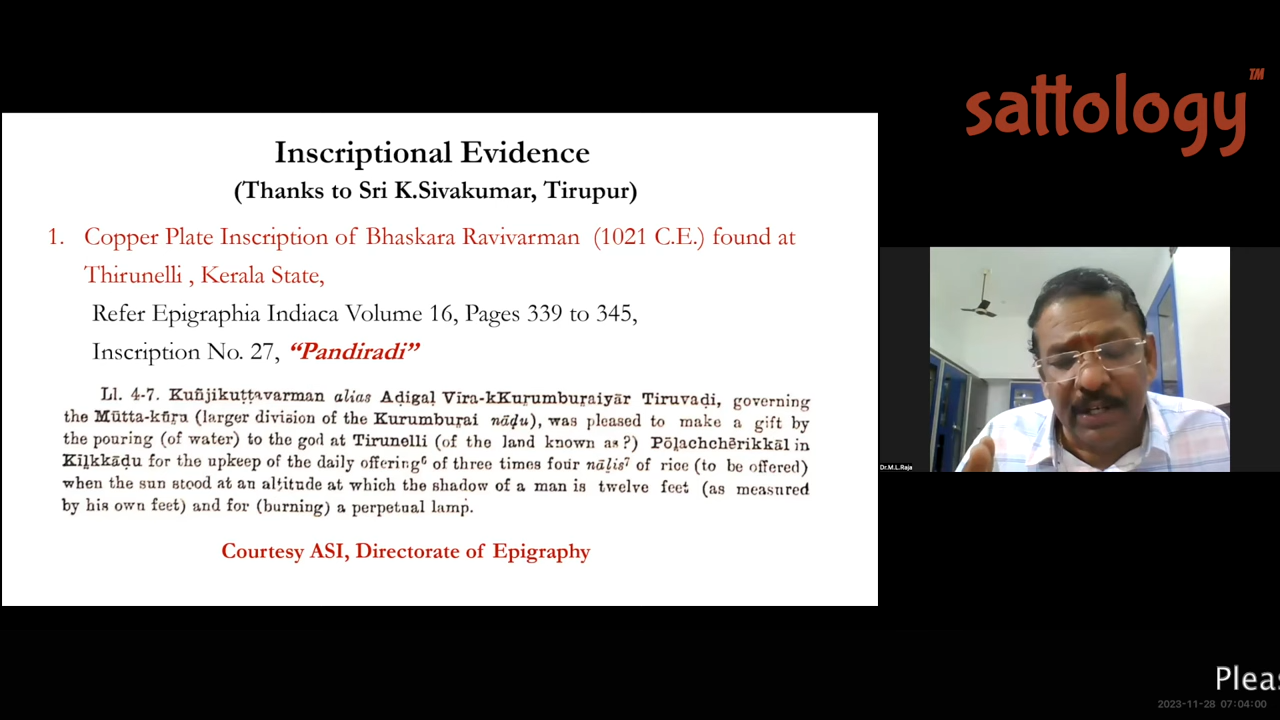 sattology™
Inscriptional Evidence
(Thanks to Sri K.Sivakumar, Tirupur)
1. Copper Plate Inscription of Bhaskara Ravivarman (1021 C.E.) found at
Thirunelli , Kerala State,
Refer Epigraphia Indiaca Volume 16, Pages 339 to 345,
Inscription No. 27, “Pandiradi”
Ll. 4-7. Kuñjikuṭṭavarman alias Aḍigaḷ Vīra-kKuṟumbuṟaiyār Tiruvaḍi, governing
the Mūtta-kūṟu (larger division of the Kurumburai nāḍu), was pleased to make a gift by
the pouring (of water) to the god at Tirunelli (of the land known as ?) Pōḷachchērikkāl in
Kīḻkkāḍu for the upkeep of the daily offering⁶ of three times four nāḻis⁷ of rice (to be offered)
when the sun stood at an altitude at which the shadow of a man is twelve feet (as measured
by his own feet) and for (burning) a perpetual lamp.
Courtesy ASI, Directorate of Epigraphy
Dr.M.L.Raja
2023-11-28 07:04:00